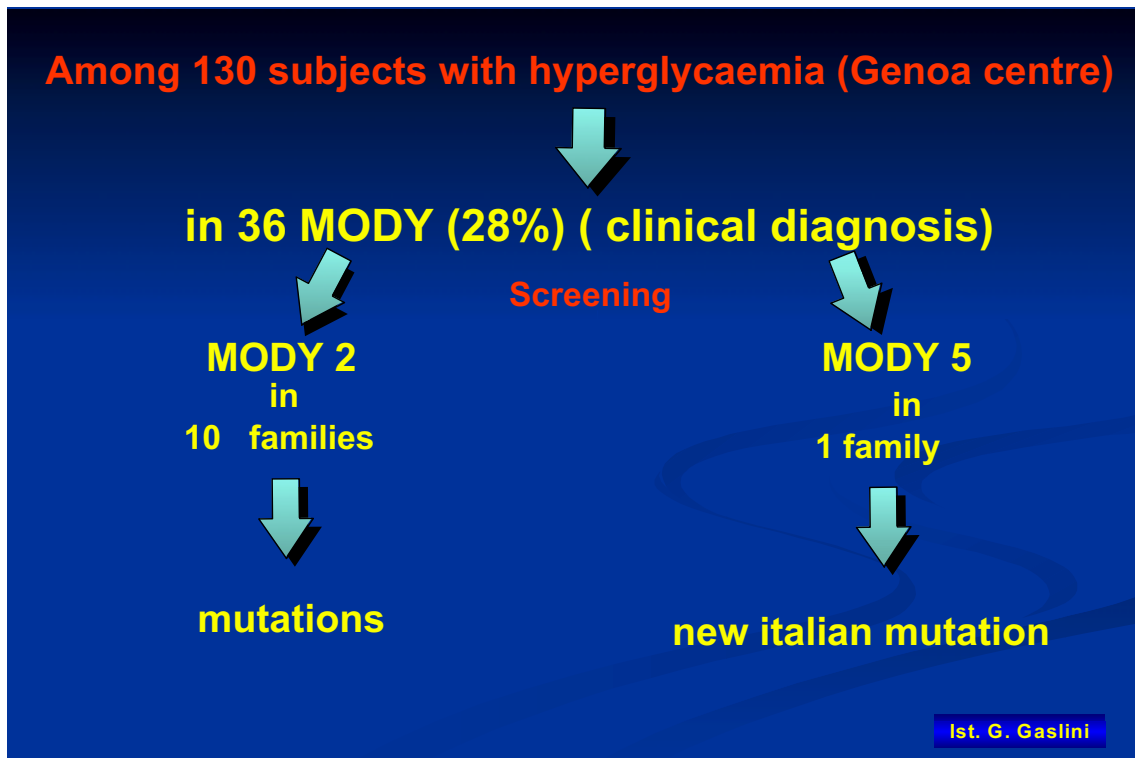 Among 130 subjects with hyperglycaemia (Genoa centre)
in 36 MODY (28%) ( clinical diagnosis)
Screening
MODY 2
in
10 families
mutations
MODY 5
in
1 family
new italian mutation
Ist. G. Gaslini